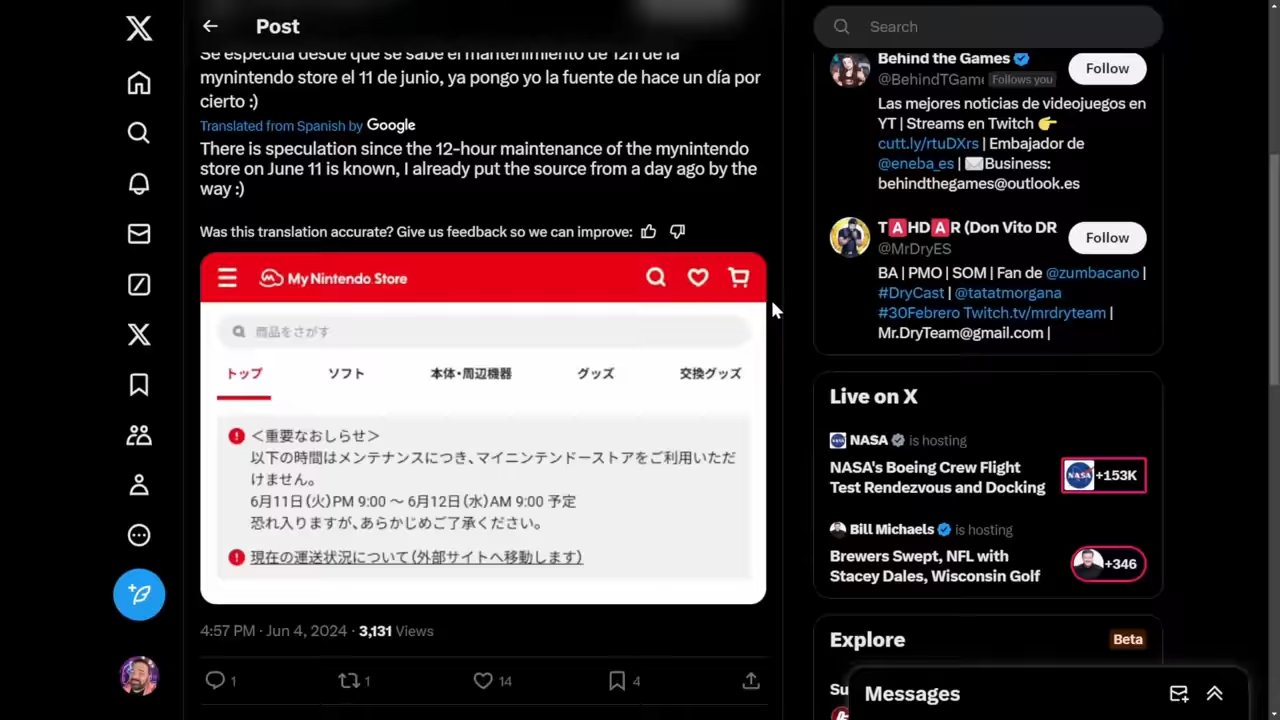 Post
Se especula desde que se sabe el mantenimiento de 12h de la
mynintendo store el 11 de junio, ya pongo yo la fuente de hace un día por
cierto :)
Translated from Spanish by Google
There is speculation since the 12-hour maintenance of the mynintendo
store on June 11 is known, I already put the source from a day ago by the
way :)
Was this translation accurate? Give us feedback so we can improve:
My Nintendo Store
商品をさがす
トップ ソフト 本体・周辺機器 グッズ 交換グッズ
＜重要なおしらせ＞
以下の時間はメンテナンスにつき、マイニンテンドーストアをご利用いただ
けません。
6月11日(火)PM 9:00 ～ 6月12日(水)AM 9:00 予定
恐れ入りますが、あらかじめご了承ください。
現在の運送状況について(外部サイトへ移動します)
4:57 PM · Jun 4, 2024 · 3,131 Views
1 1 14 4
Search
Behind the Games
@BehindTGam Follows you
Follow
Las mejores noticias de videojuegos en
YT | Streams en Twitch 👉
cutt.ly/rtuDXrs | Embajador de
@eneba_es | ✉️Business:
behindthegames@outlook.es
T🅰️HD🅰️R (Don Vito DR
@MrDryES
Follow
BA | PMO | SOM | Fan de @zumbacano |
#DryCast | @tatatmorgana
#30Febrero Twitch.tv/mrdryteam |
Mr.DryTeam@gmail.com |
Live on X
NASA is hosting
NASA's Boeing Crew Flight
Test Rendezvous and Docking
NASA +153K
Bill Michaels is hosting
Brewers Swept, NFL with
Stacey Dales, Wisconsin Golf
+346
Explore
Beta
Su
Messages